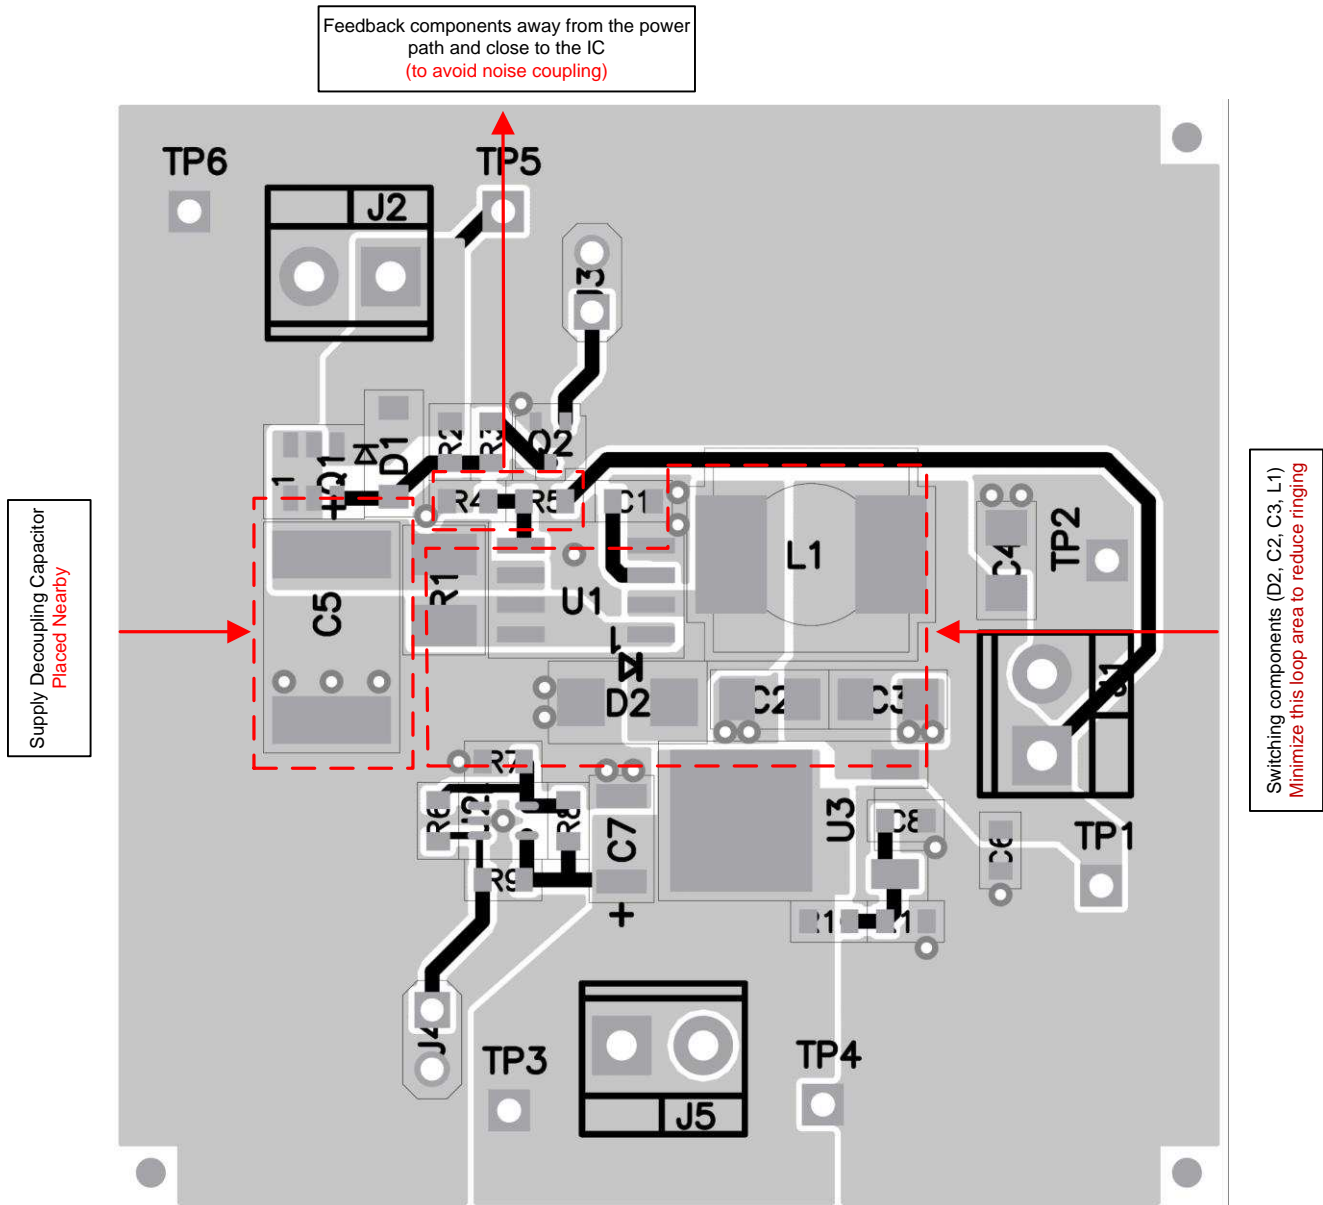 Feedback components away from the power
path and close to the IC
(to avoid noise coupling)
TP6
TP5
J2
J3
D1
R2
R3
Q2
Q1
1
+
R4
R5
C1
Supply Decoupling Capacitor
Placed Nearby
C5
R1
U1
L1
C4
TP2
Switching components (D2, C2, C3, L1)
Minimize this loop area to reduce ringing
D2
C2
C3
J1
R7
R6
R8
C7
U3
C8
C6
TP1
R9
+
J4
TP3
TP4
J5